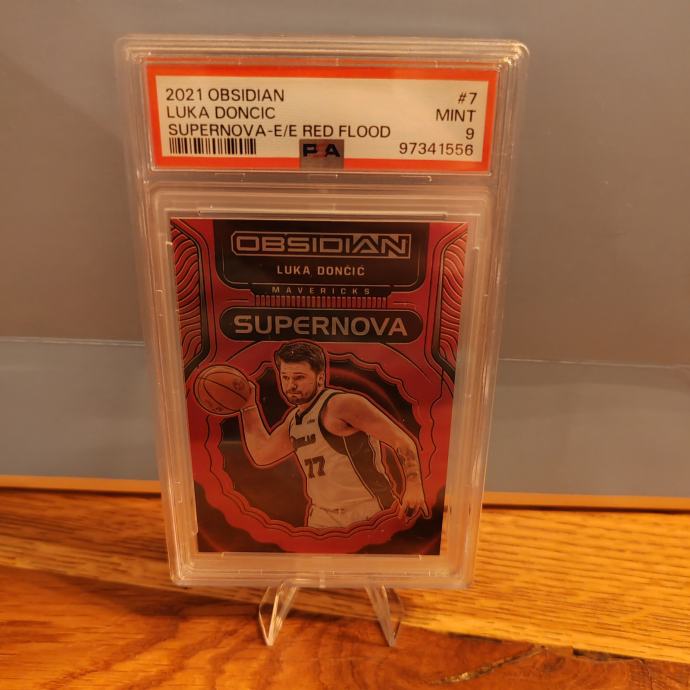 2021 OBSIDIAN #7
LUKA DONCIC MINT
SUPERNOVA-E/E RED FLOOD 9
PSA 97341556
OBSIDIAN
LUKA DONČIĆ
MAVERICKS
SUPERNOVA
77